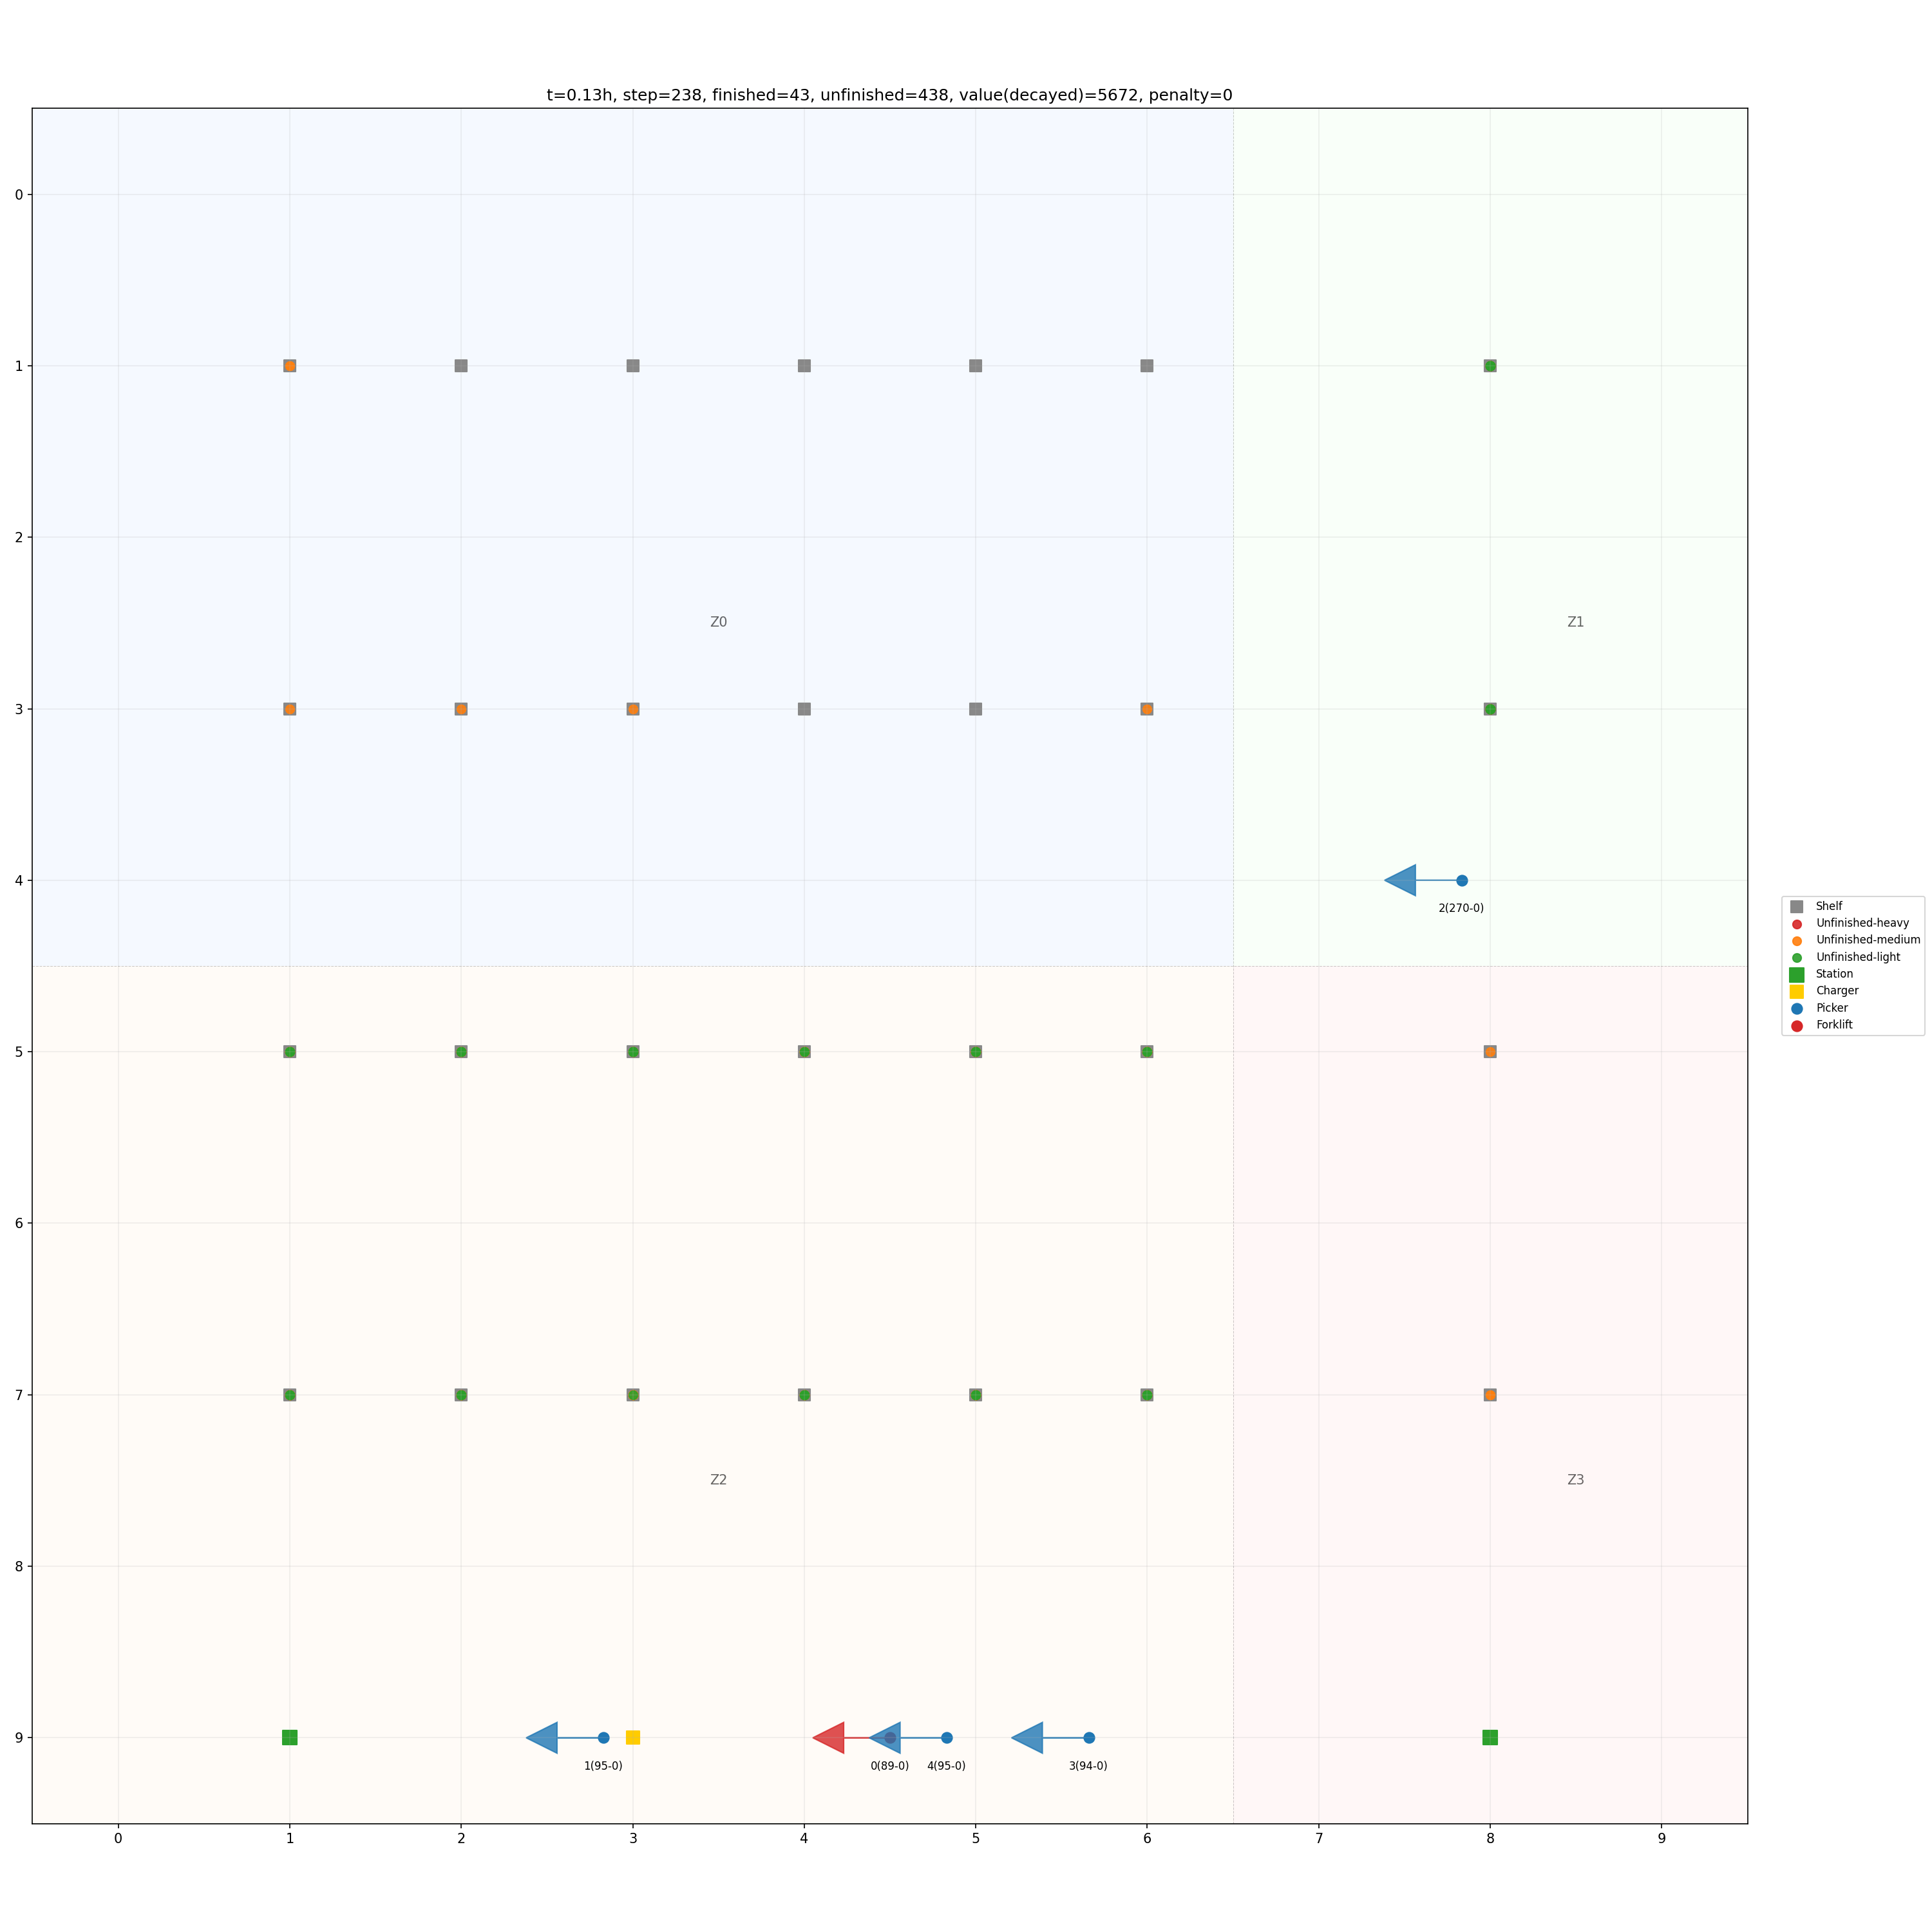 t=0.13h, step=238, finished=43, unfinished=438, value(decayed)=5672, penalty=0
0
1
2
Z0
Z1
3
4
2(270-0)
Shelf
Unfinished-heavy
Unfinished-medium
Unfinished-light
Station
Charger
Picker
Forklift
5
6
7
Z2
Z3
8
9
1(95-0)
0(89-0)
4(95-0)
3(94-0)
0 1 2 3 4 5 6 7 8 9